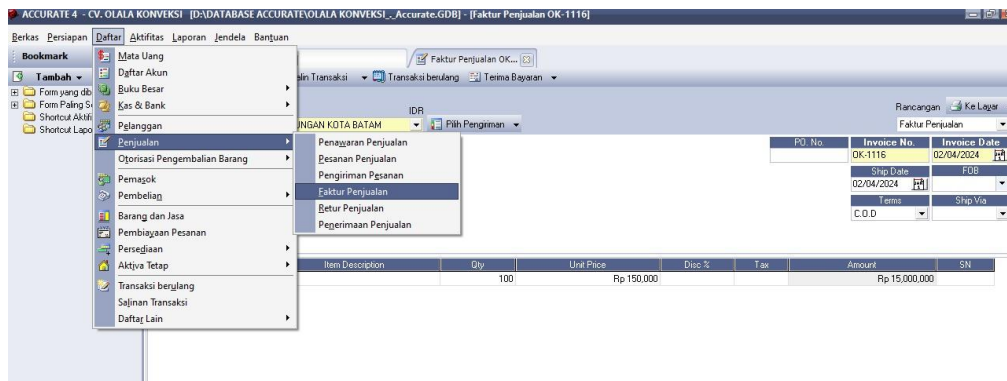 ACCURATE 4 - CV. OLALA KONVEKSI [D:\DATABASE ACCURATE\OLALA KONVEKSI_._Accurate.GDB] - [Faktur Penjualan OK-1116]
Berkas Persiapan Daftar Aktifitas Laporan Jendela Bantuan
Bookmark
Faktur Penjualan OK...
Tambah
Transaksi
Transaksi berulang
Terima Bayaran
Form yang
Form Paling
Shortcut
Shortcut
Mata Uang
Daftar Akun
Buku Besar
Kas & Bank
Pelanggan
Penjualan
Otorisasi Pengembalian Barang
Pemasok
Pembelian
Barang dan Jasa
Pembiayaan Pesanan
Persediaan
Aktiva Tetap
Transaksi berulang
Salinan Transaksi
Daftar Lain
Penawaran Penjualan
Pesanan Penjualan
Pengiriman Pesanan
Faktur Penjualan
Retur Penjualan
Penerimaan Penjualan
IDR
KOTA BATAM
Pilih Pengiriman
Rancangan
Ke Layar
Faktur Penjualan
PO. No.
Invoice No.
Invoice Date
OK-1116
02/04/2024
Ship Date
FOB
02/04/2024
Terms
Ship Via
C.O.D
Item Description
Qty
Unit Price
Disc %
Tax
Amount
SN
100
Rp 150,000
Rp 15,000,000